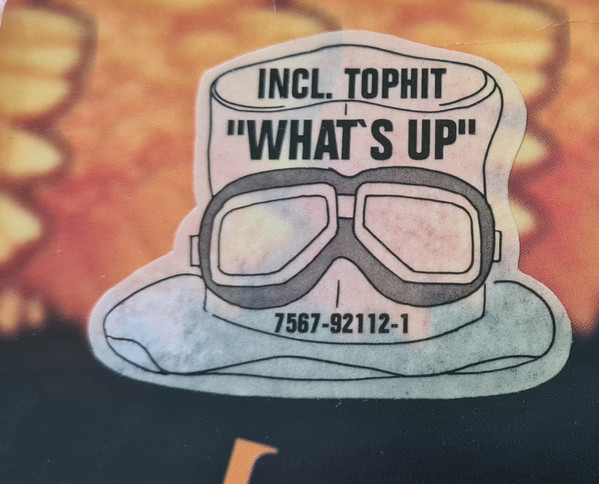 INCL. TOPHIT
"WHAT`S UP"
7567-92112-1